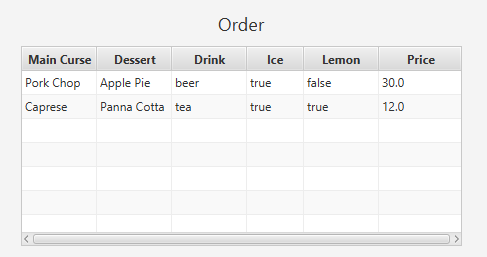 Order
Main Curse Dessert Drink Ice Lemon Price
Pork Chop Apple Pie beer true false 30.0
Caprese Panna Cotta tea true true 12.0